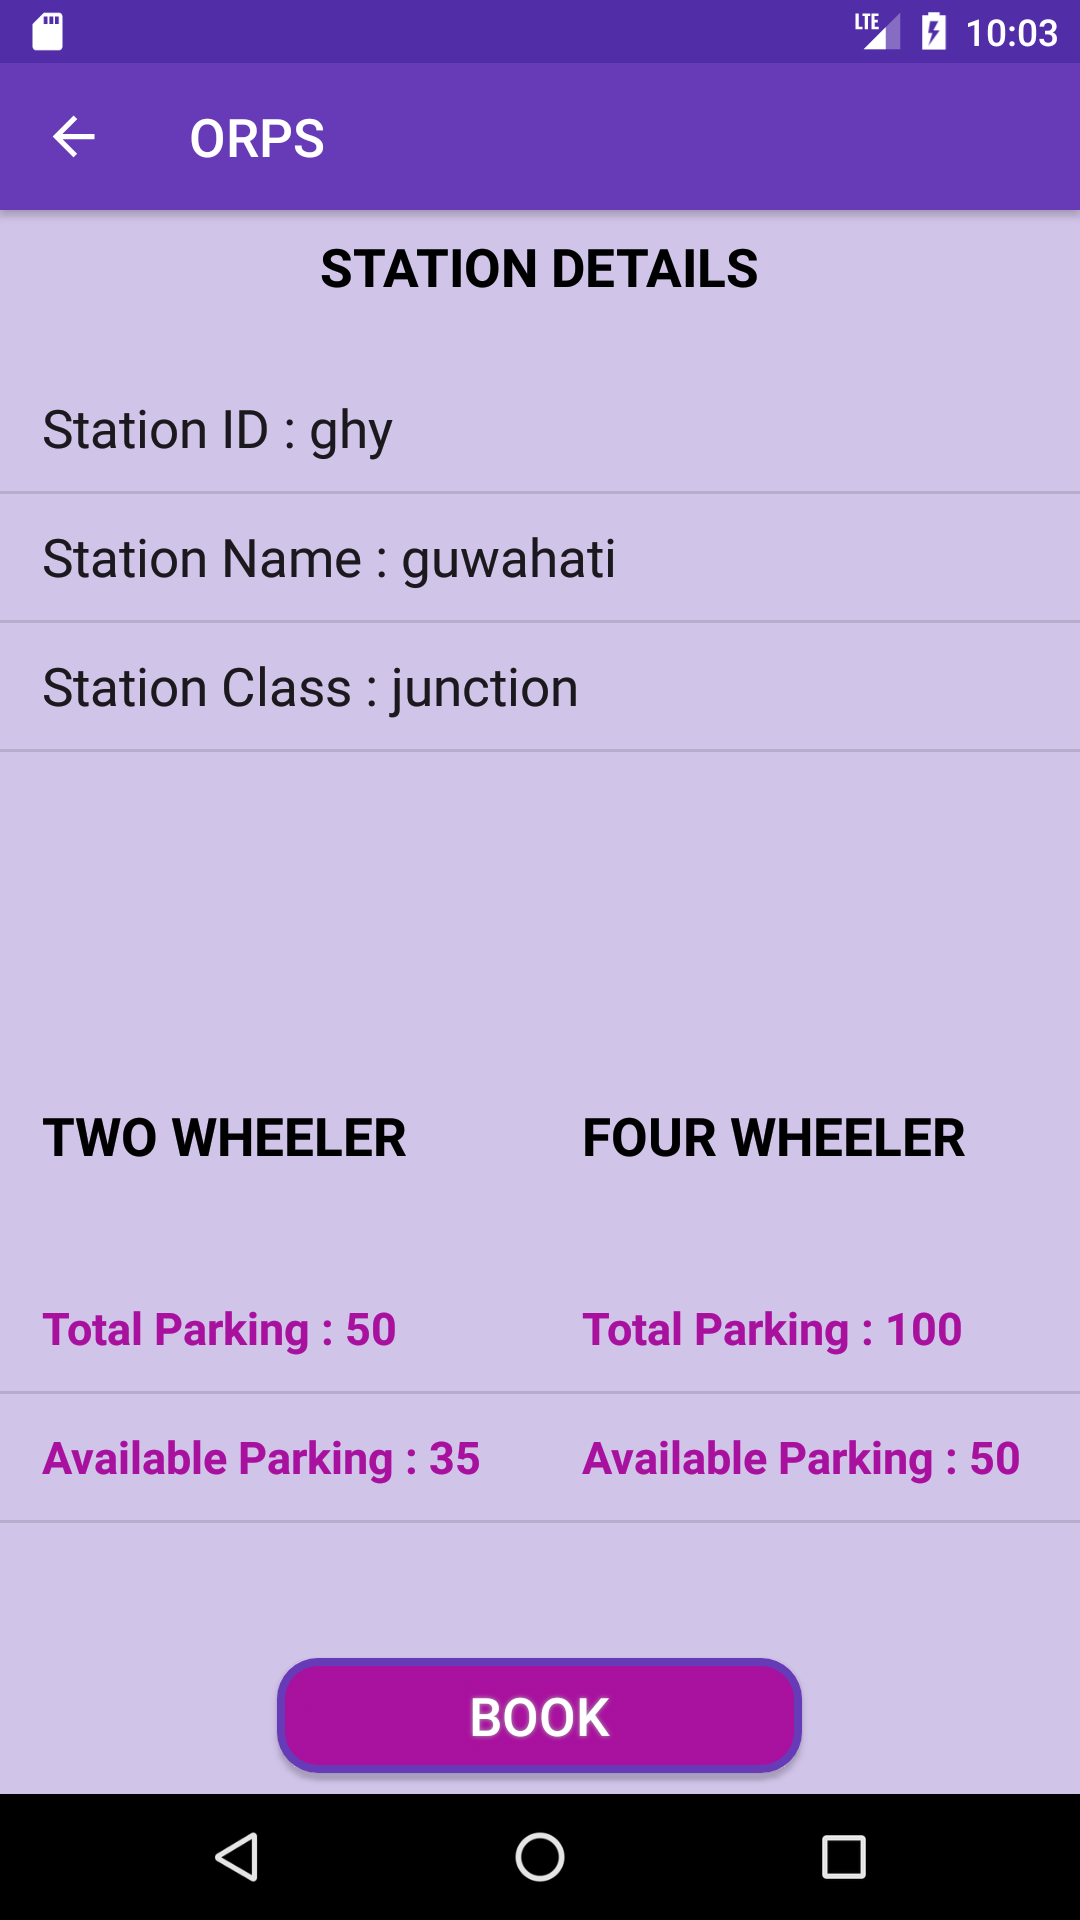 LTE 10:03
ORPS
STATION DETAILS
Station ID : ghy
Station Name : guwahati
Station Class : junction
TWO WHEELER FOUR WHEELER
Total Parking : 50 Total Parking : 100
Available Parking : 35 Available Parking : 50
BOOK